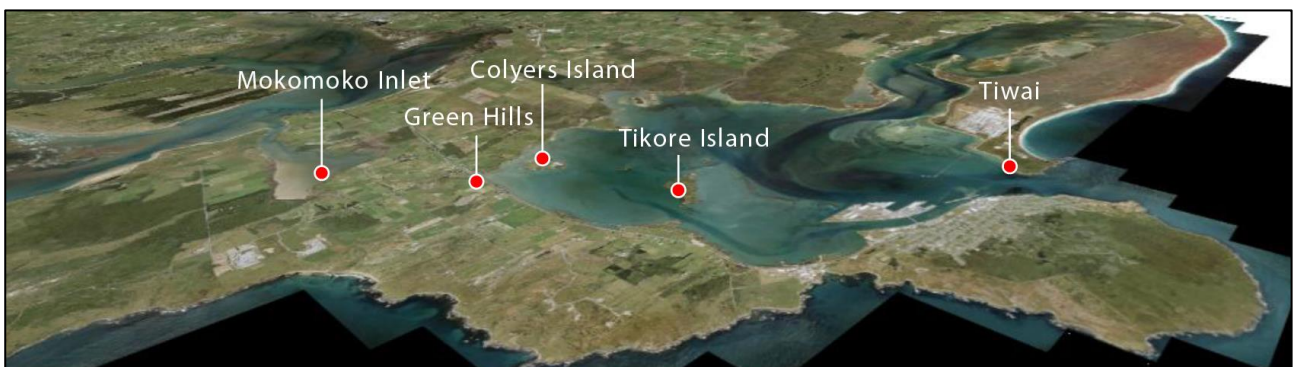 Mokomoko Inlet
Colyers Island
Green Hills
Tikore Island
Tiwai